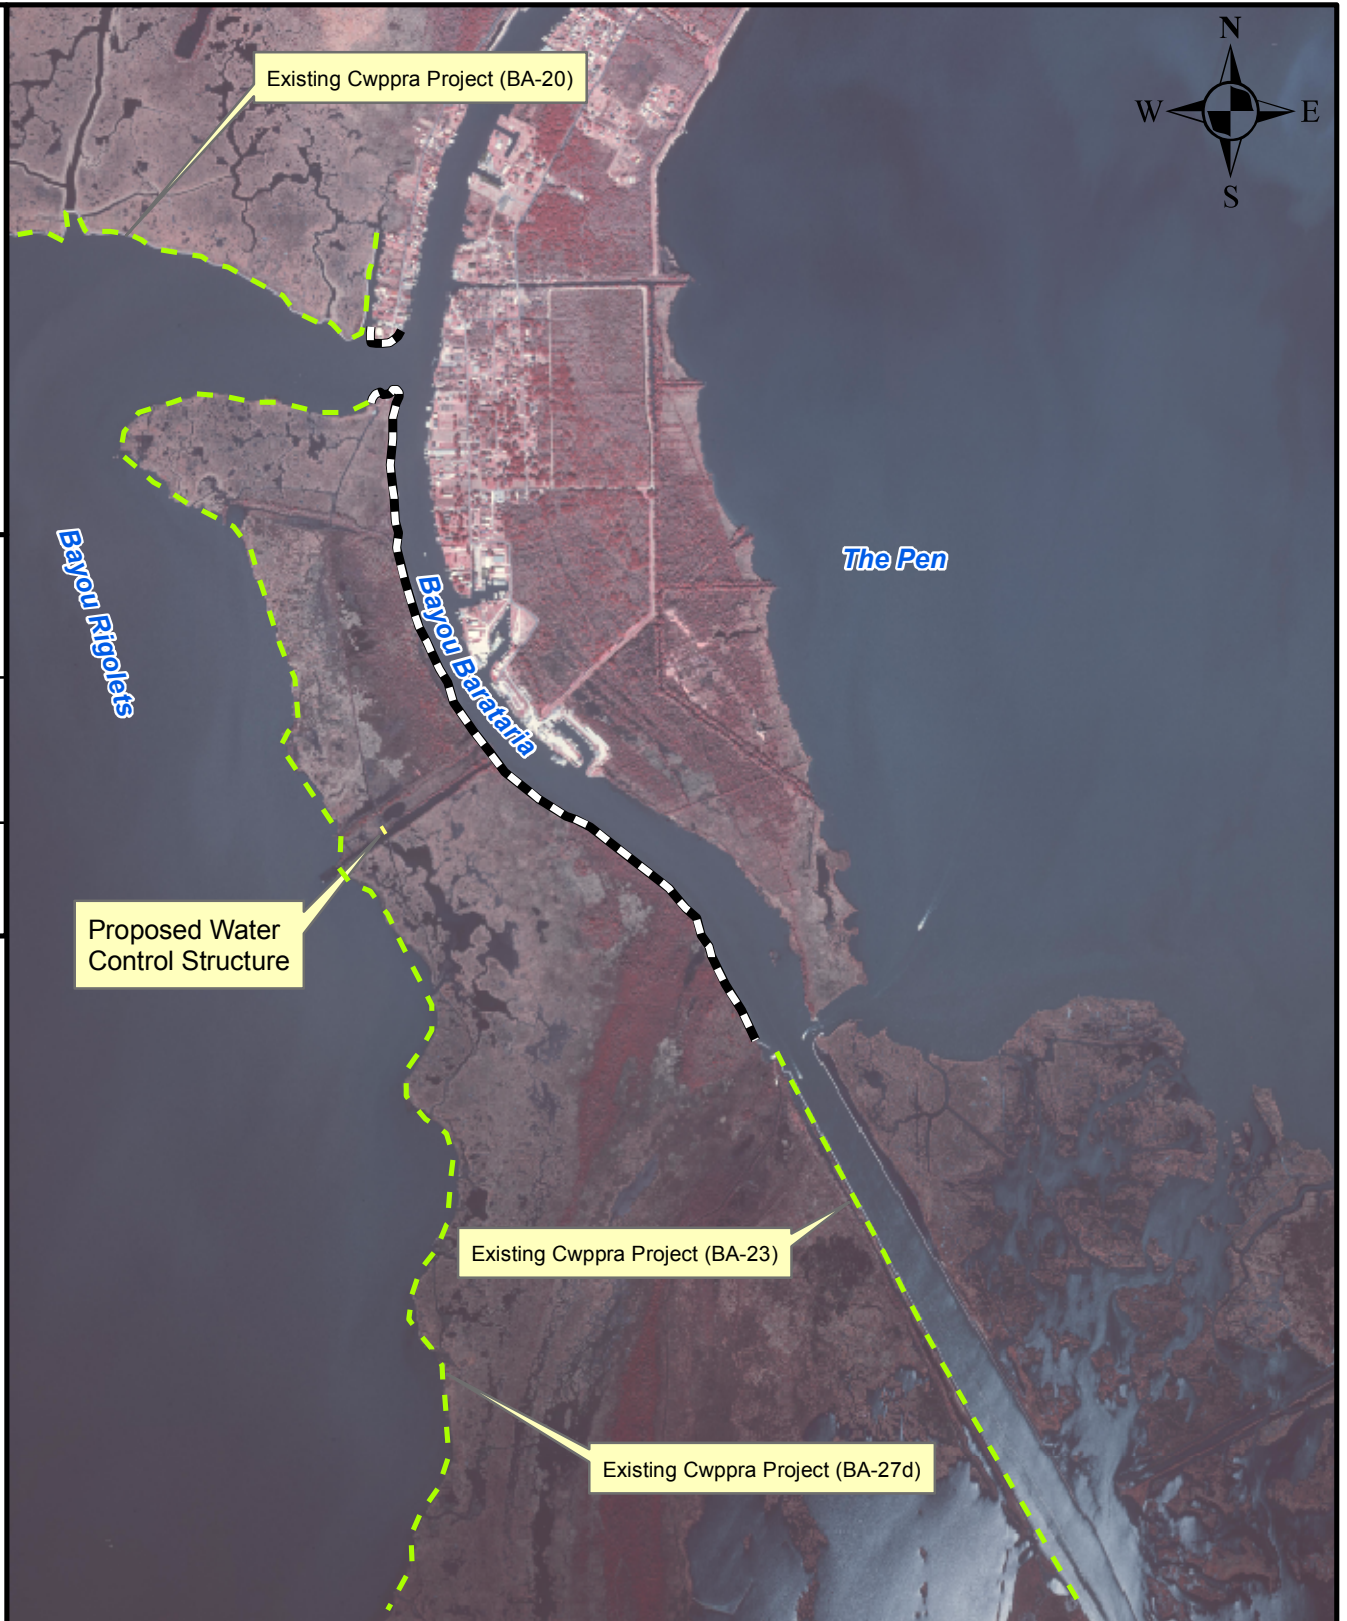 N
W E
S
Existing Cwppra Project (BA-20)
Bayou Rigolets
Bayou Barataria
The Pen
Proposed Water
Control Structure
Existing Cwppra Project (BA-23)
Existing Cwppra Project (BA-27d)